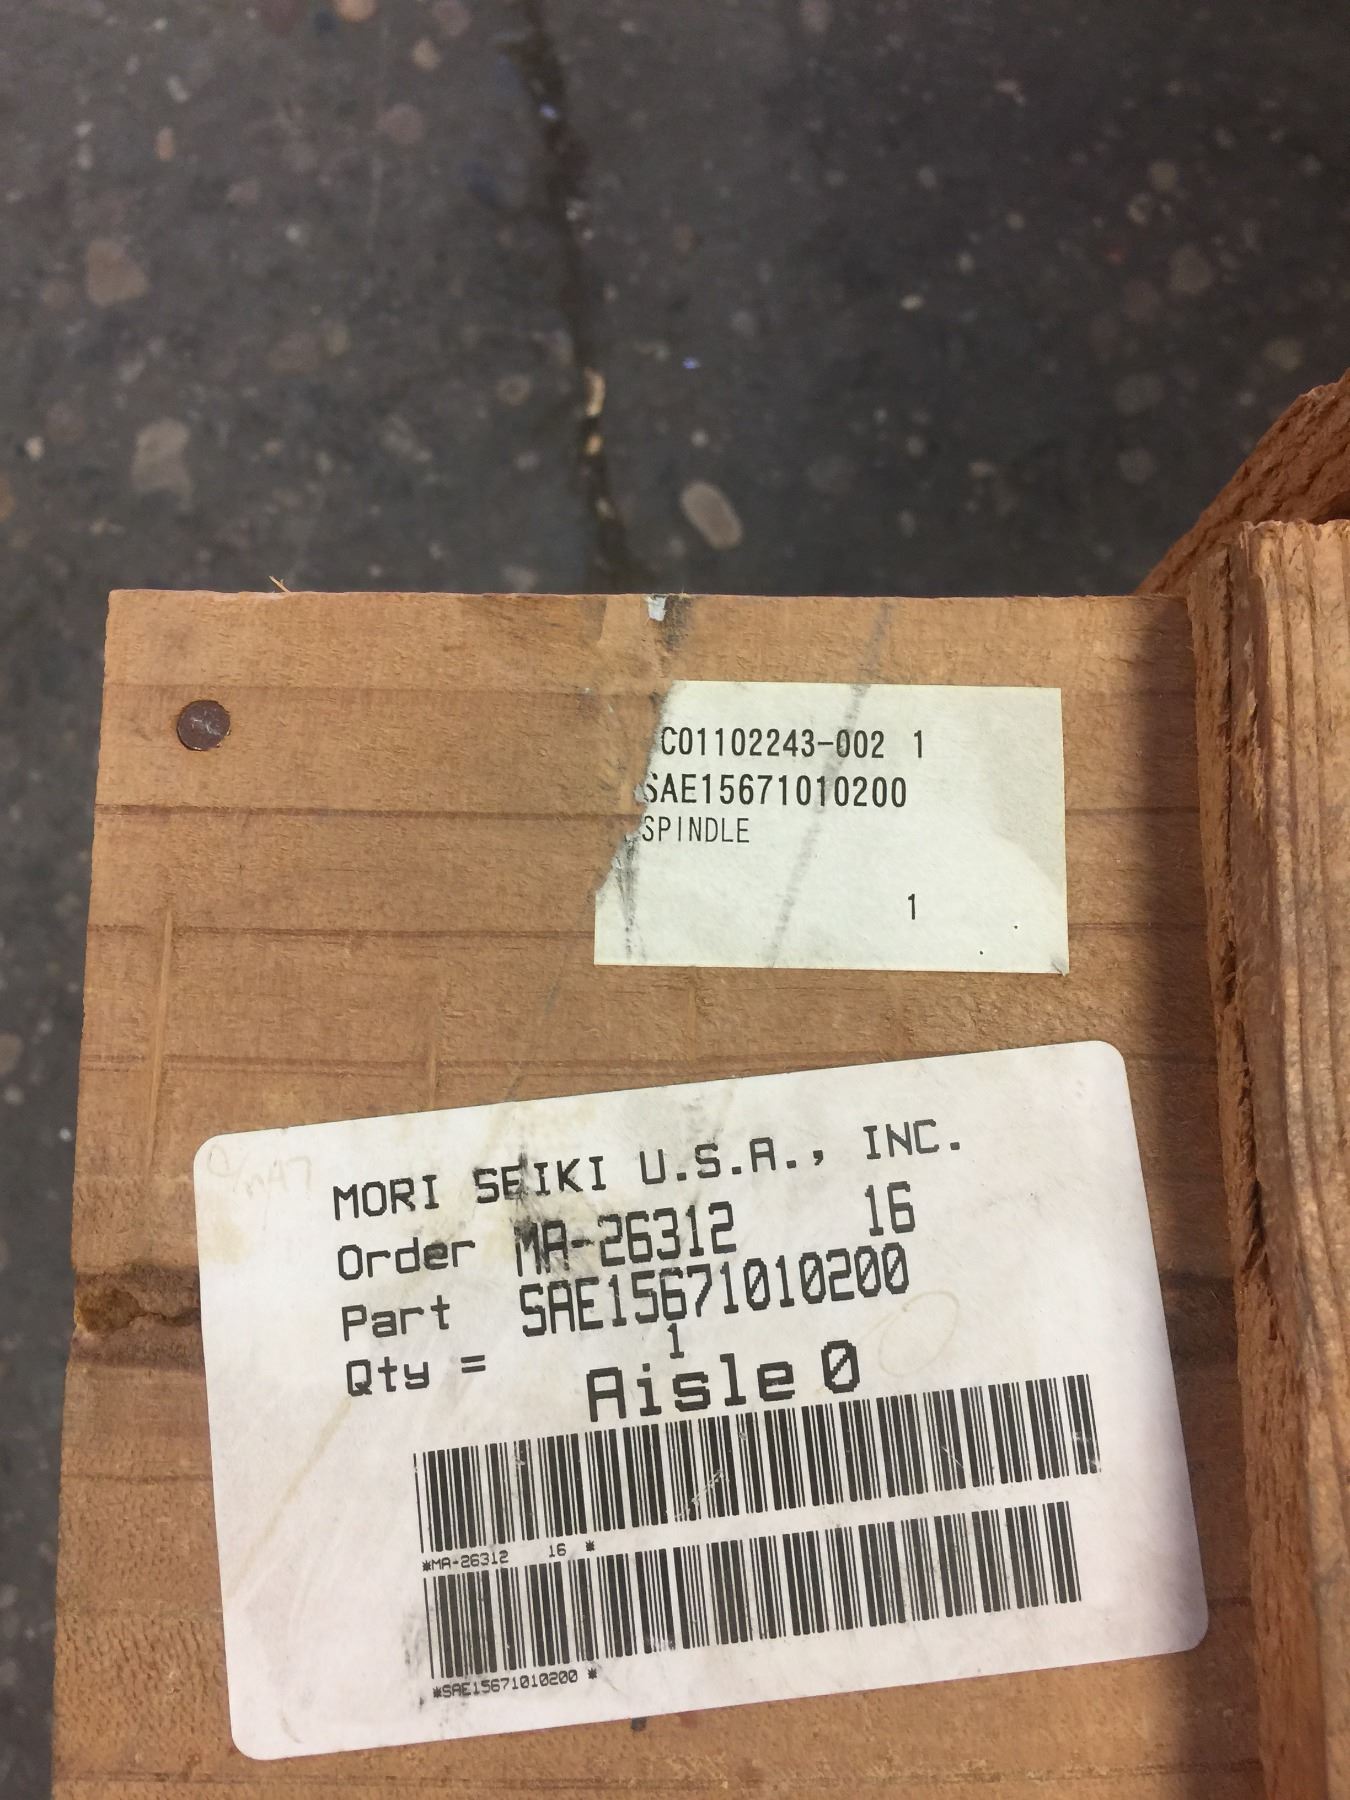 C01102243-002 1
SAE15671010200
SPINDLE
1
MORI SEIKI U.S.A., INC.
Order MA-26312 16
Part SAE15671010200
Qty = 1
Aisle 0
*MA-26312 16 *
*SAE15671010200 *